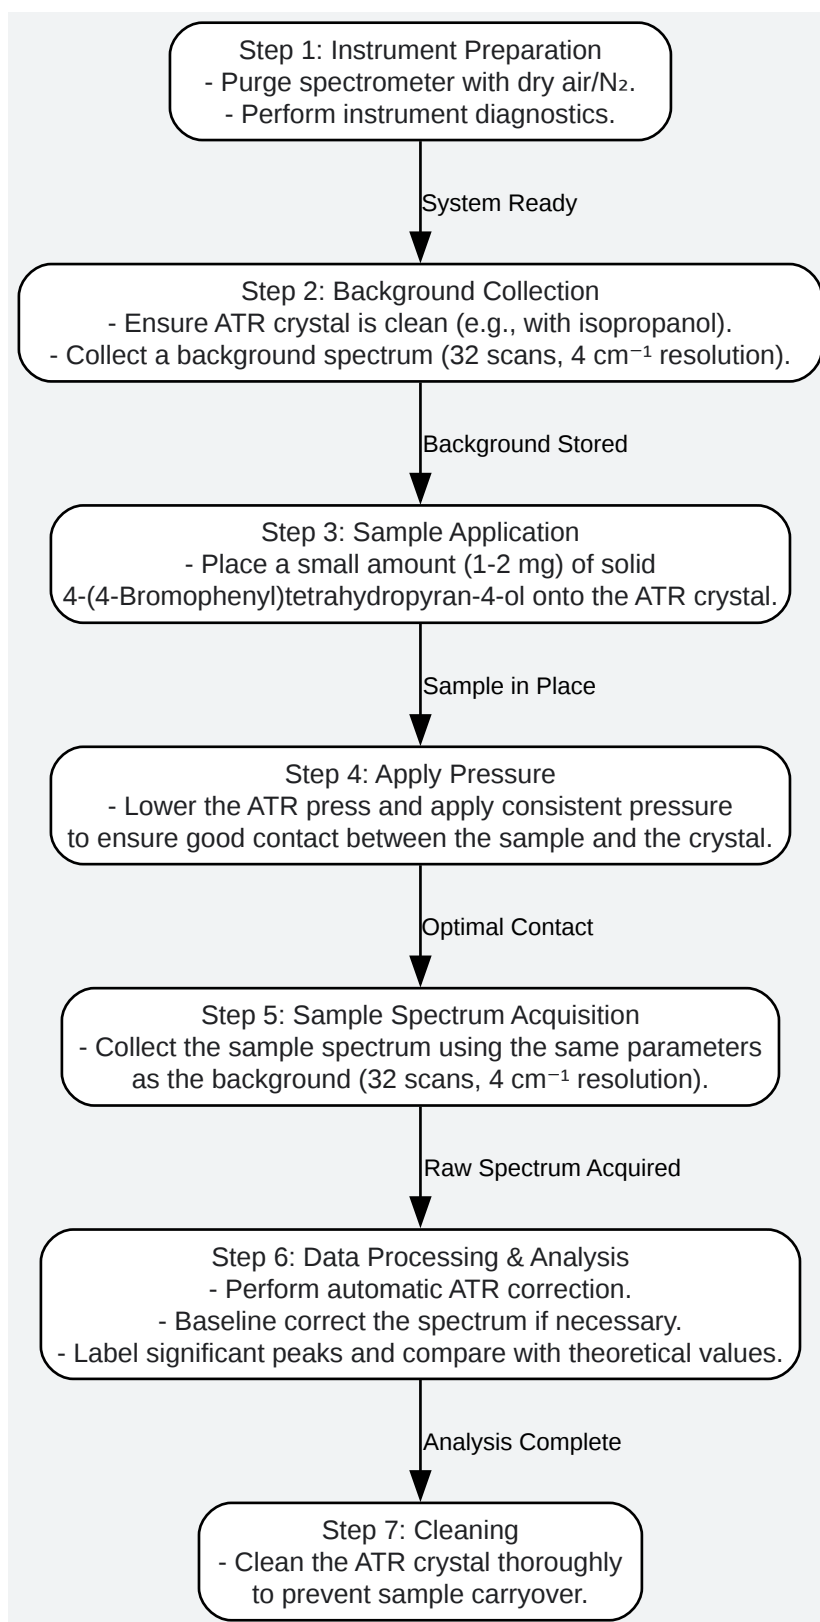 Step 1: Instrument Preparation
- Purge spectrometer with dry air/N₂.
- Perform instrument diagnostics.
System Ready
Step 2: Background Collection
- Ensure ATR crystal is clean (e.g., with isopropanol).
- Collect a background spectrum (32 scans, 4 cm⁻¹ resolution).
Background Stored
Step 3: Sample Application
- Place a small amount (1-2 mg) of solid
4-(4-Bromophenyl)tetrahydropyran-4-ol onto the ATR crystal.
Sample in Place
Step 4: Apply Pressure
- Lower the ATR press and apply consistent pressure
to ensure good contact between the sample and the crystal.
Optimal Contact
Step 5: Sample Spectrum Acquisition
- Collect the sample spectrum using the same parameters
as the background (32 scans, 4 cm⁻¹ resolution).
Raw Spectrum Acquired
Step 6: Data Processing & Analysis
- Perform automatic ATR correction.
- Baseline correct the spectrum if necessary.
- Label significant peaks and compare with theoretical values.
Analysis Complete
Step 7: Cleaning
- Clean the ATR crystal thoroughly
to prevent sample carryover.